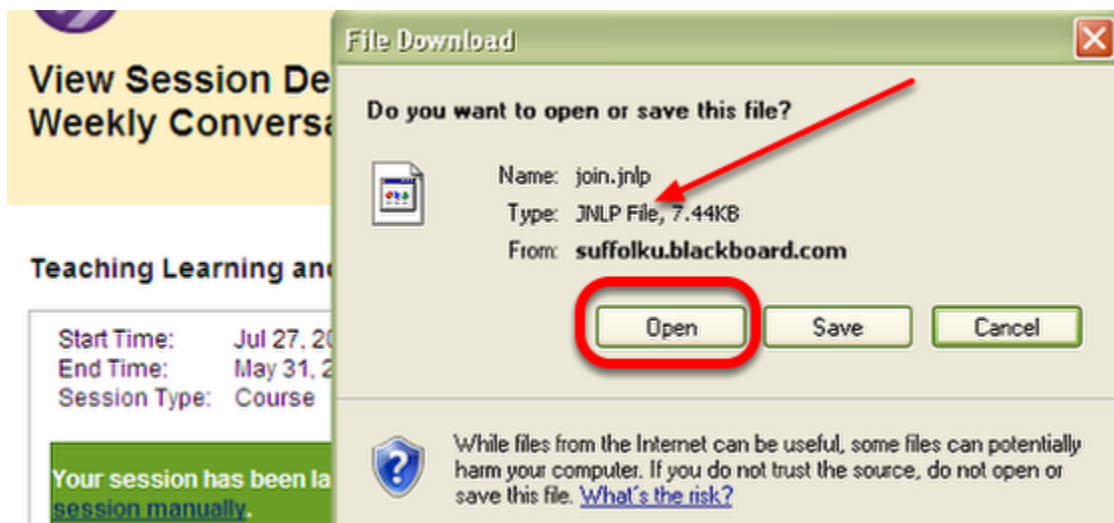 View Session De
Weekly Conversa
Teaching Learning and
Start Time: Jul 27, 20
End Time: May 31, 2
Session Type: Course
Your session has been la
session manually.
File Download
Do you want to open or save this file?
Name: join.jnlp
Type: JNLP File, 7.44KB
From: suffolku.blackboard.com
Open Save Cancel
While files from the Internet can be useful, some files can potentially
harm your computer. If you do not trust the source, do not open or
save this file. What's the risk?